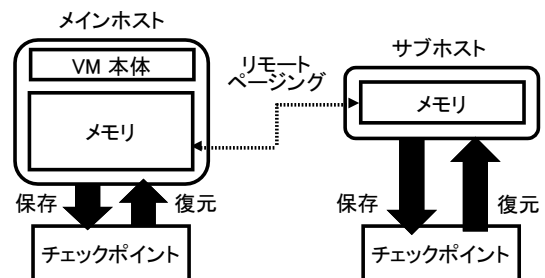 メインホスト
VM 本体
メモリ
保存
復元
チェックポイント
リモート
ページング
サブホスト
メモリ
保存
復元
チェックポイント